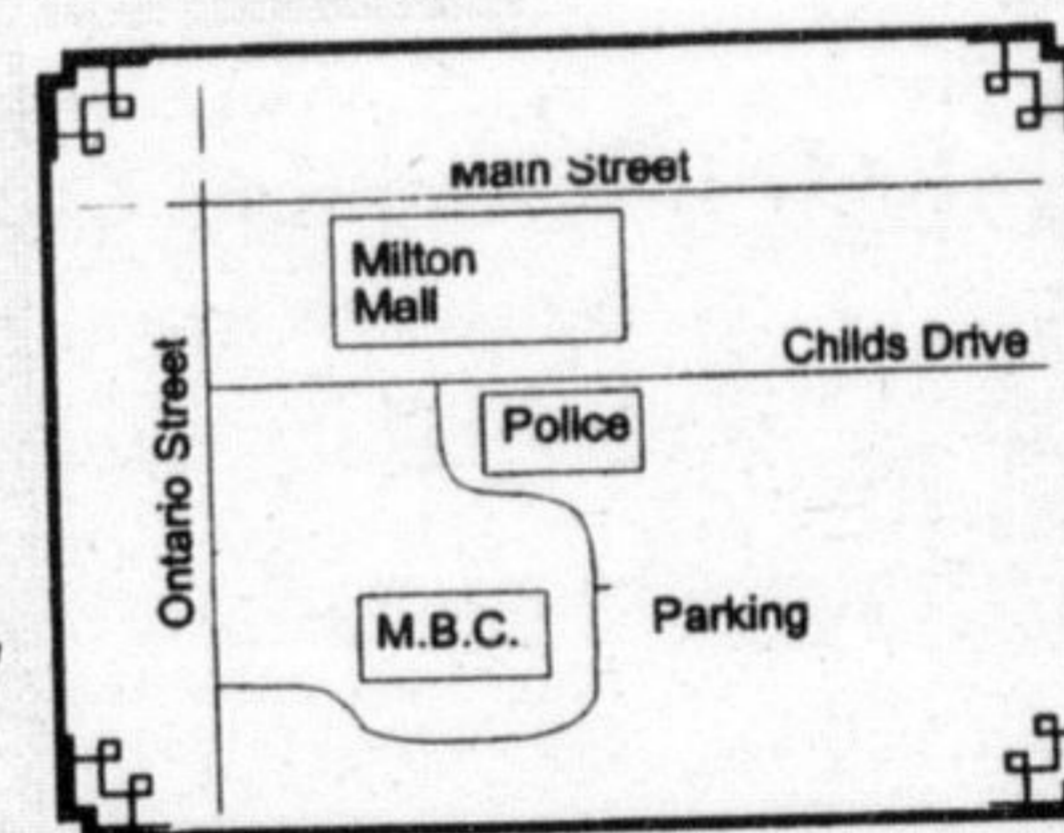 Main Street
Milton
Mall
Childs Drive
Police
Ontario Street
M.B.C.
Parking